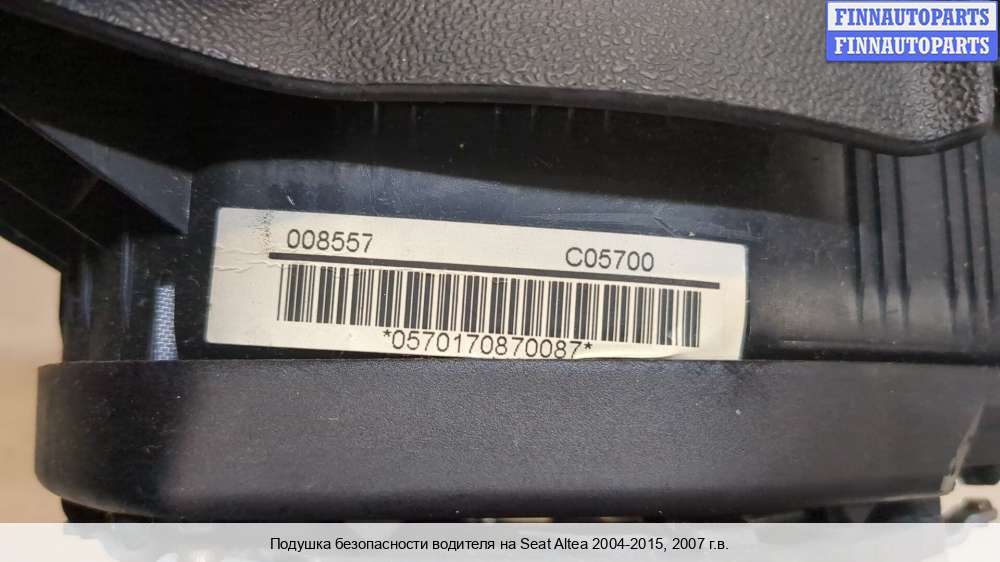 FINNAUTOPARTS
FINNAUTOPARTS
008557 C05700
*0570170870087*
Подушка безопасности водителя на Seat Altea 2004-2015, 2007 г.в.